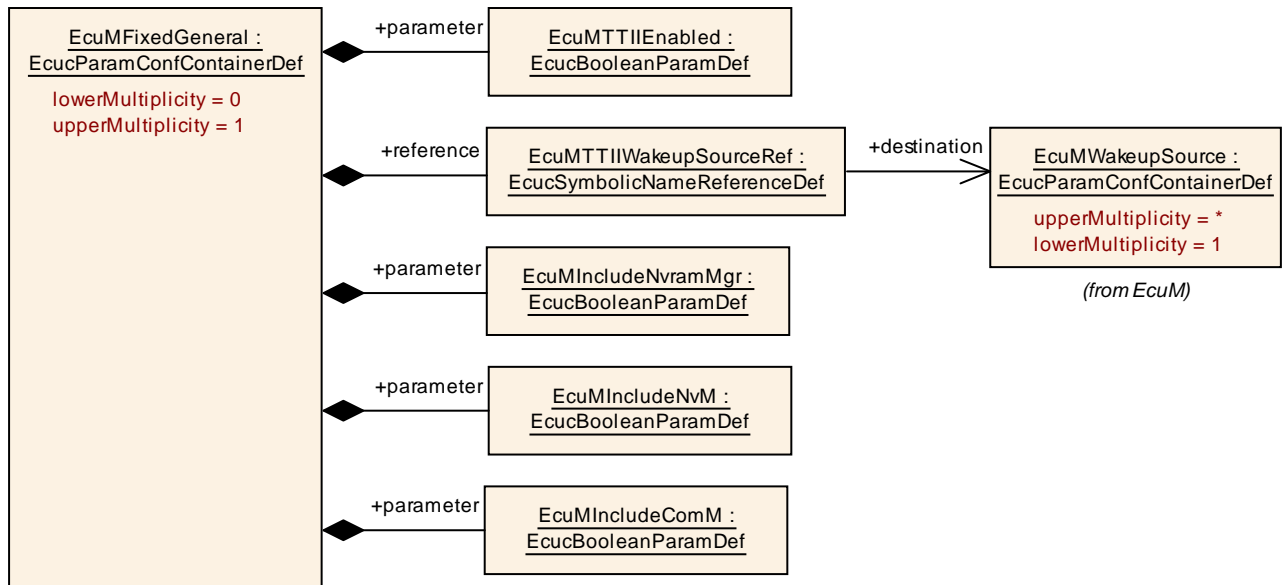 EcuMFixedGeneral :
EcucParamConfContainerDef
lowerMultiplicity = 0
upperMultiplicity = 1
+parameter
EcuMTTIIEnabled :
EcucBooleanParamDef
+reference
EcuMTTIIWakeupSourceRef :
EcucSymbolicNameReferenceDef
+destination
EcuMWakeupSource :
EcucParamConfContainerDef
upperMultiplicity = *
lowerMultiplicity = 1
(from EcuM)
+parameter
EcuMIncludeNvramMgr :
EcucBooleanParamDef
+parameter
EcuMIncludeNvM :
EcucBooleanParamDef
+parameter
EcuMIncludeComM :
EcucBooleanParamDef